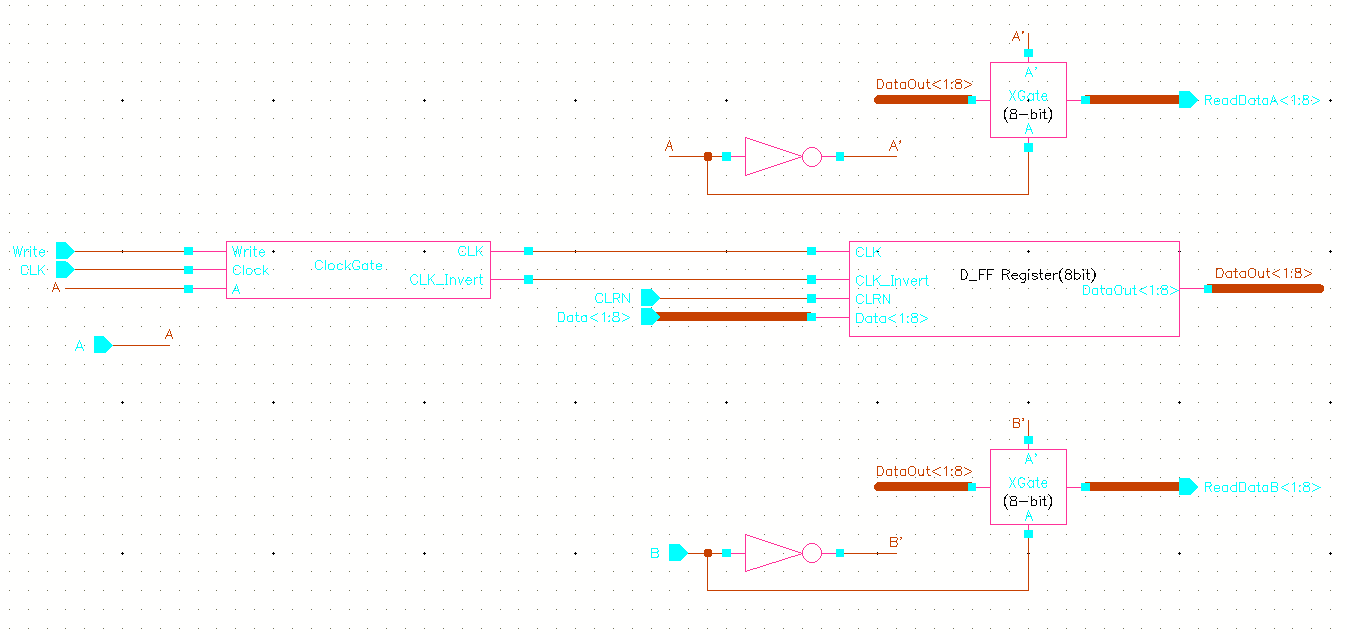 A'
DataOut<1:8>
A'
XGate
(8-bit)
A
ReadDataA<1:8>
A
A'
Write
CLK
A
Write
Clock
A
ClockGate
CLK
CLK_Invert
CLRN
Data<1:8>
CLK
CLK_Invert
CLRN
Data<1:8>
D_FF Register(8bit)
DataOut<1:8>
DataOut<1:8>
A
A
B'
DataOut<1:8>
A'
XGate
(8-bit)
A
ReadDataB<1:8>
B
B'